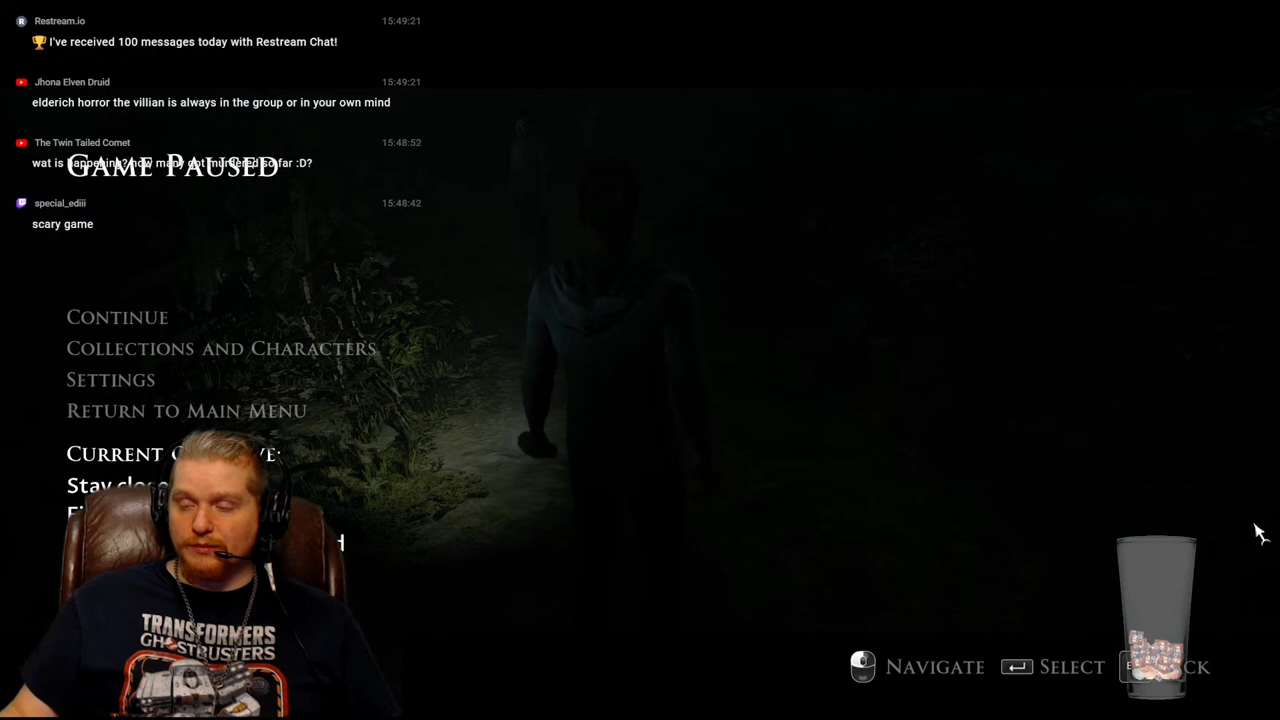 Restream.io 15:49:21
🏆 I've received 100 messages today with Restream Chat!
Jhona Elven Druid 15:49:21
elderich horror the villian is always in the group or in your own mind
The Twin Tailed Comet 15:48:52
wat is happening? how many got murdered so far :D?
GAME PAUSED
special_ediii 15:48:42
scary game
CONTINUE
COLLECTIONS AND CHARACTERS
SETTINGS
RETURN TO MAIN MENU
CURRENT
Stay
TRANSFORMERS
GHOSTBUSTERS
NAVIGATE
SELECT